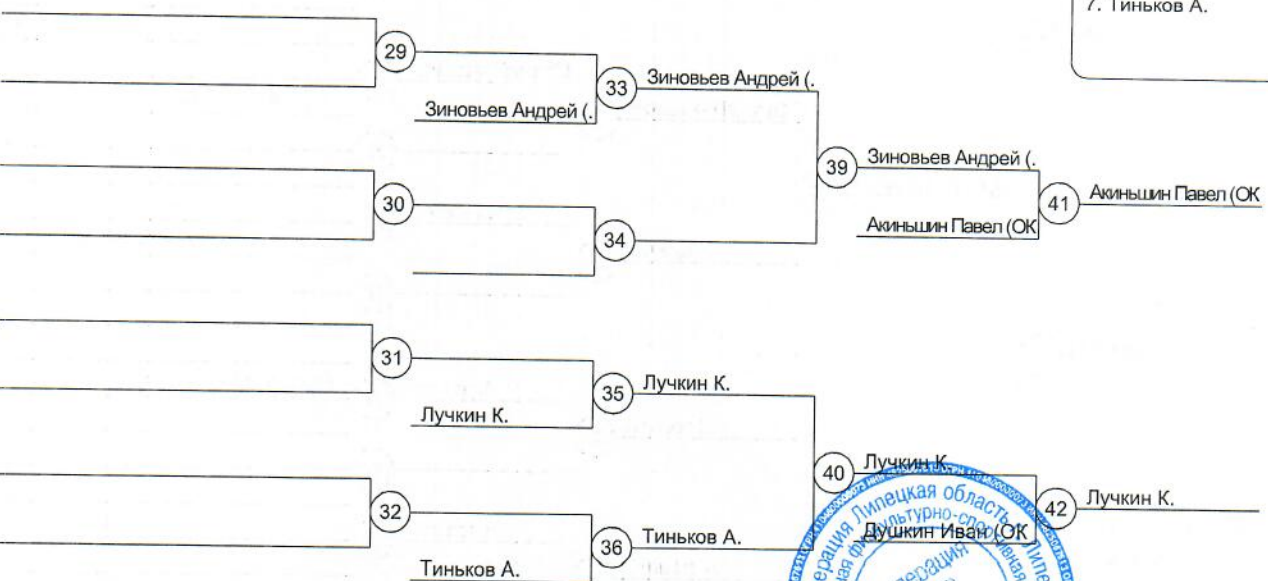 7. Тиньков А.
29
33
Зиновьев Андрей (.
Зиновьев Андрей (.
39
Зиновьев Андрей (.
30
41
Акиньшин Павел (ОК
Акиньшин Павел (ОК
34
31
35
Лучкин К.
Лучкин К.
40
Лучкин К.
32
42
Лучкин К.
Душкин Иван (ОК
36
Тиньков А.
Тиньков А.
Липецкая область